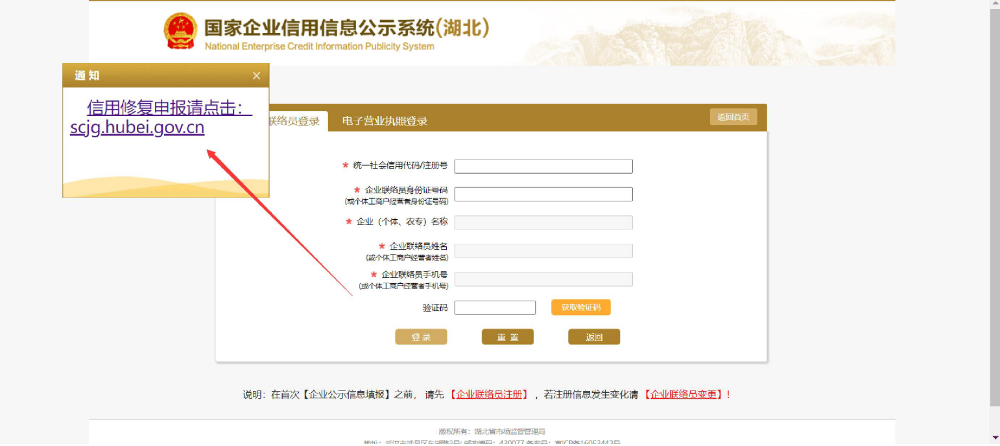 国家企业信用信息公示系统(湖北)
National Enterprise Credit Information Publicity System
通知
信用修复申报请点击：
scjg.hubei.gov.cn
联络员登录 电子营业执照登录 返回首页
* 统一社会信用代码/注册号
* 企业联络员身份证号码
(或个体工商户经营者身份证号码)
* 企业（个体、农专）名称
* 企业联络员姓名
(或个体工商户经营者姓名)
* 企业联络员手机号
(或个体工商户经营者手机号)
验证码 获取验证码
登录 重置 返回
说明：在首次【企业公示信息填报】之前， 请先 【企业联络员注册】 ，若注册信息发生变化请 【企业联络员变更】！
版权所有：湖北省市场监督管理局